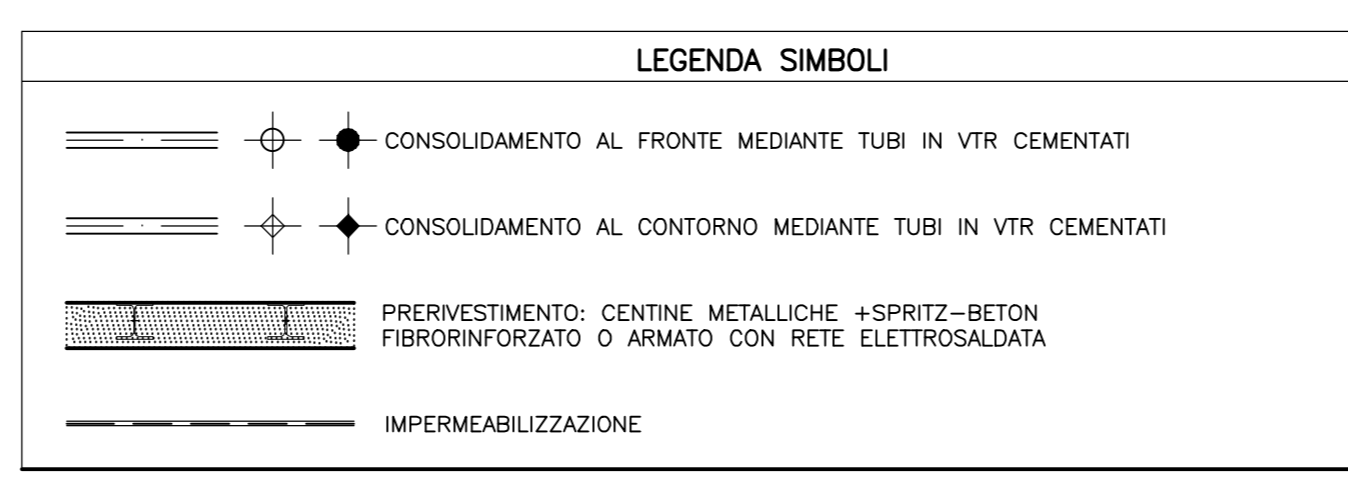 LEGENDA SIMBOLI
CONSOLIDAMENTO AL FRONTE MEDIANTE TUBI IN VTR CEMENTATI
CONSOLIDAMENTO AL CONTORNO MEDIANTE TUBI IN VTR CEMENTATI
PRERIVESTIMENTO: CENTINE METALLICHE +SPRITZ-BETON
FIBRORINFORZATO O ARMATO CON RETE ELETTROSALDATA
IMPERMEABILIZZAZIONE